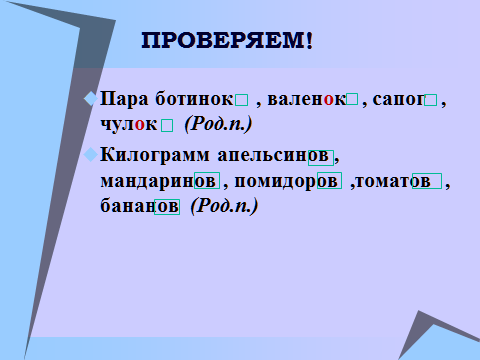 ПРОВЕРЯЕМ!
Пара ботинок , валенок , сапог ,
чулок (Род.п.)
Килограмм апельсинов ,
мандаринов , помидоров ,томатов ,
бананов (Род.п.)